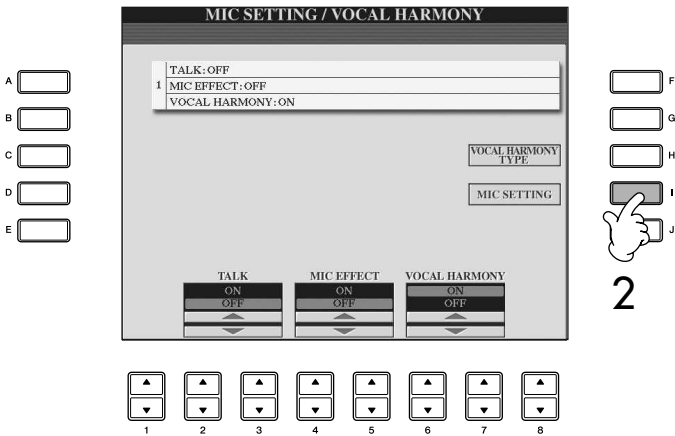 MIC SETTING / VOCAL HARMONY
TALK:OFF
1 MIC EFFECT:OFF
VOCAL HARMONY:ON
A
B
C
D
E
F
G
H
I
J
VOCAL HARMONY
TYPE
MIC SETTING
2
TALK MIC EFFECT VOCAL HARMONY
ON ON ON
OFF OFF OFF
1 2 3 4 5 6 7 8